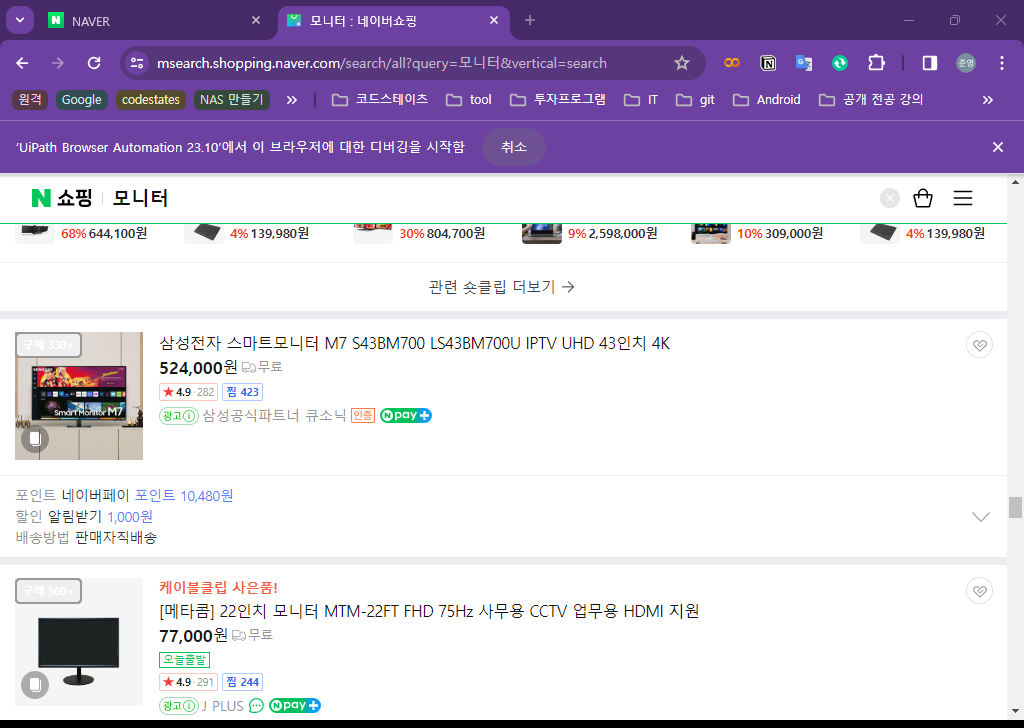 NAVER
모니터 : 네이버쇼핑
msearch.shopping.naver.com/search/all?query=모니터&vertical=search
준영
원격 Google codestates NAS 만들기 코드스테이츠 tool 투자프로그램 IT git Android 공개 전공 강의
'UiPath Browser Automation 23.10'에서 이 브라우저에 대한 디버깅을 시작함 취소
N 쇼핑 모니터
68% 644,100원 4% 139,980원 30% 804,700원 9% 2,598,000원 10% 309,000원 4% 139,980원
관련 숏클립 더보기
구매 330+
Smart Monitor M7
삼성전자 스마트모니터 M7 S43BM700 LS43BM700U IPTV UHD 43인치 4K
524,000원 무료
★4.9·282 찜 423
광고 삼성공식파트너 큐소닉 인증 N pay +
포인트 네이버페이 포인트 10,480원
할인 알림받기 1,000원
배송방법 판매자직배송
구매 560+
케이블클립 사은품!
[메타콤] 22인치 모니터 MTM-22FT FHD 75Hz 사무용 CCTV 업무용 HDMI 지원
77,000원 무료
오늘출발
★4.9·291 찜 244
광고 J PLUS N pay +